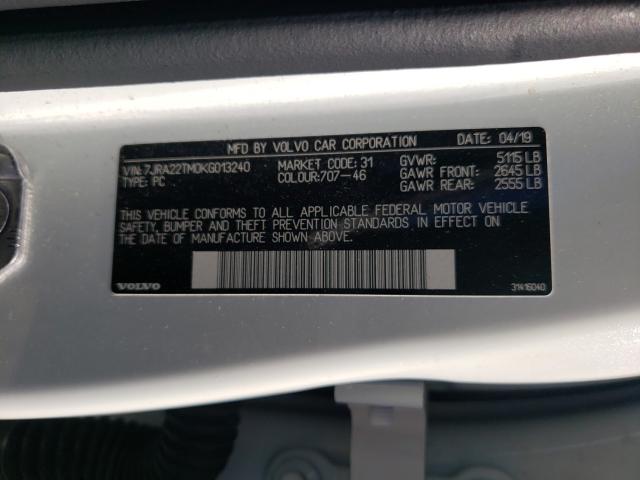 MFD BY VOLVO CAR CORPORATION DATE: 04/19
VIN:7JRA22TM0KG013240 MARKET CODE:31 GVWR: 5115 LB
TYPE: PC COLOUR:707-46 GAWR FRONT: 2645 LB
GAWR REAR: 2555 LB
THIS VEHICLE CONFORMS TO ALL APPLICABLE FEDERAL MOTOR VEHICLE
SAFETY, BUMPER AND THEFT PREVENTION STANDARDS IN EFFECT ON
THE DATE OF MANUFACTURE SHOWN ABOVE.
VOLVO 31416040